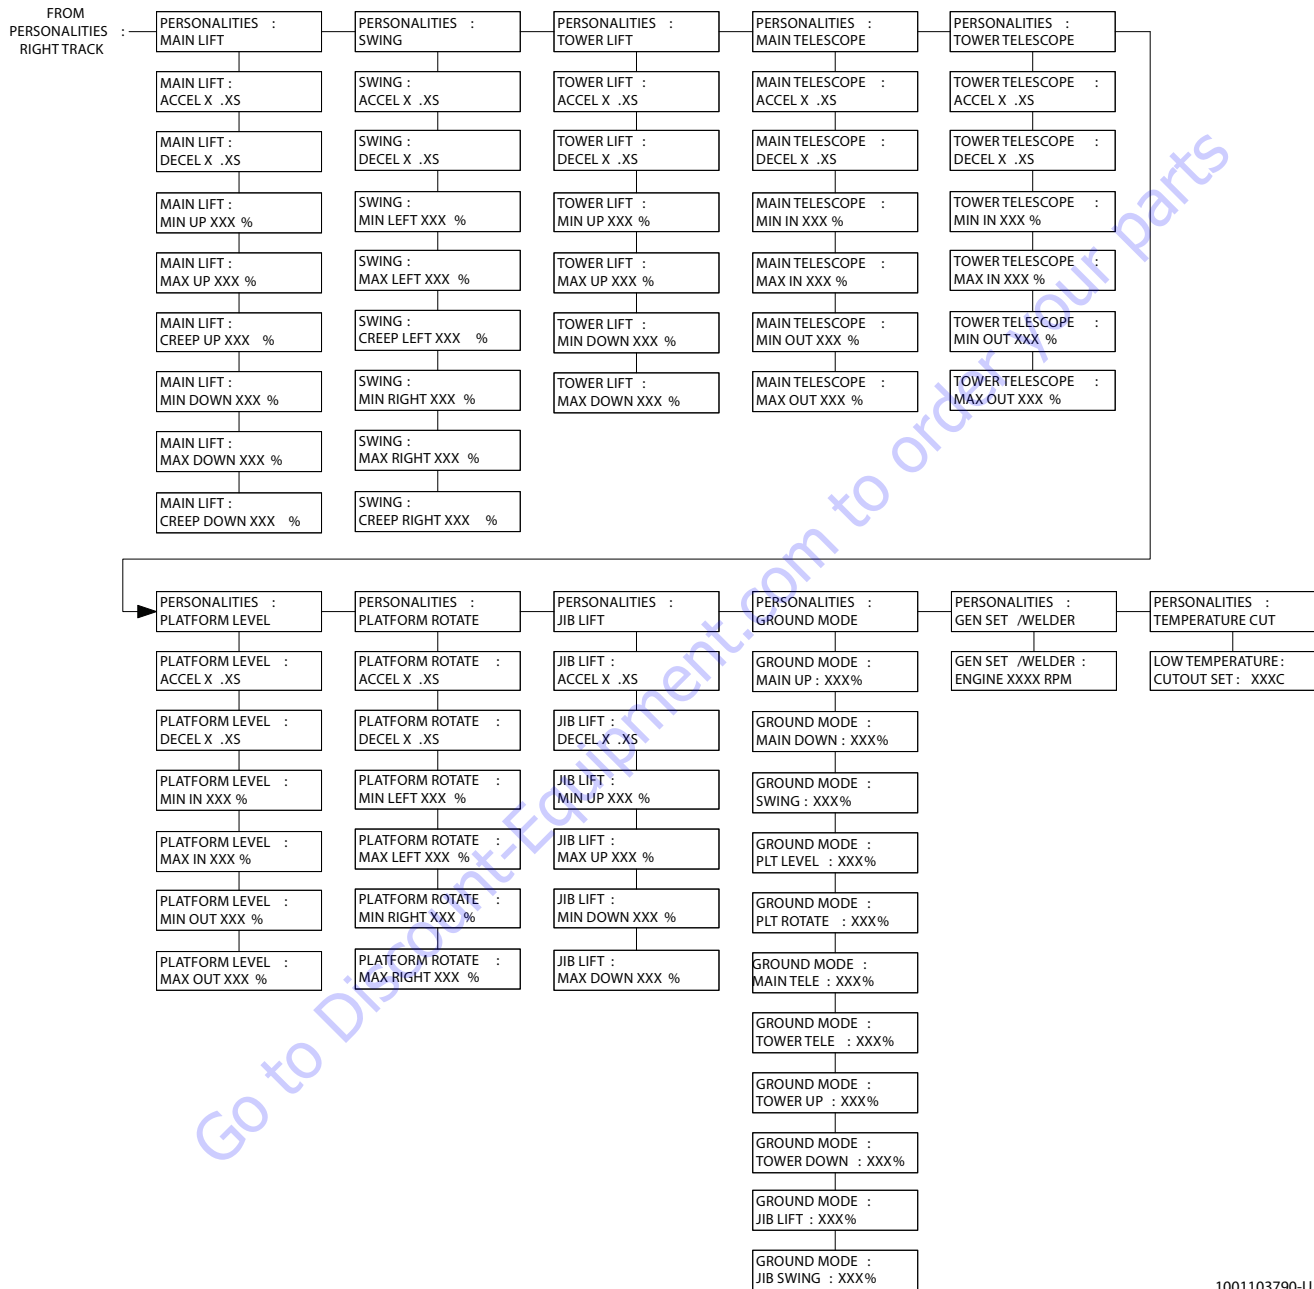 FROM
PERSONALITIES :
RIGHT TRACK
PERSONALITIES :
MAIN LIFT
MAIN LIFT :
ACCEL X .XS
MAIN LIFT :
DECEL X .XS
MAIN LIFT :
MIN UP XXX %
MAIN LIFT :
MAX UP XXX %
MAIN LIFT :
CREEP UP XXX %
MAIN LIFT :
MIN DOWN XXX %
MAIN LIFT :
MAX DOWN XXX %
MAIN LIFT :
CREEP DOWN XXX %
PERSONALITIES :
SWING
SWING :
ACCEL X .XS
SWING :
DECEL X .XS
SWING :
MIN LEFT XXX %
SWING :
MAX LEFT XXX %
SWING :
CREEP LEFT XXX %
SWING :
MIN RIGHT XXX %
SWING :
MAX RIGHT XXX %
SWING :
CREEP RIGHT XXX %
PERSONALITIES :
TOWER LIFT
TOWER LIFT :
ACCEL X .XS
TOWER LIFT :
DECEL X .XS
TOWER LIFT :
MIN UP XXX %
TOWER LIFT :
MAX UP XXX %
TOWER LIFT :
MIN DOWN XXX %
TOWER LIFT :
MAX DOWN XXX %
PERSONALITIES :
MAIN TELESCOPE
MAIN TELESCOPE :
ACCEL X .XS
MAIN TELESCOPE :
DECEL X .XS
MAIN TELESCOPE :
MIN IN XXX %
MAIN TELESCOPE :
MAX IN XXX %
MAIN TELESCOPE :
MIN OUT XXX %
MAIN TELESCOPE :
MAX OUT XXX %
PERSONALITIES :
TOWER TELESCOPE
TOWER TELESCOPE :
ACCEL X .XS
TOWER TELESCOPE :
DECEL X .XS
TOWER TELESCOPE :
MIN IN XXX %
TOWER TELESCOPE :
MAX IN XXX %
TOWER TELESCOPE :
MIN OUT XXX %
TOWER TELESCOPE :
MAX OUT XXX %
PERSONALITIES :
PLATFORM LEVEL
PLATFORM LEVEL :
ACCEL X .XS
PLATFORM LEVEL :
DECEL X .XS
PLATFORM LEVEL :
MIN IN XXX %
PLATFORM LEVEL :
MAX IN XXX %
PLATFORM LEVEL :
MIN OUT XXX %
PLATFORM LEVEL :
MAX OUT XXX %
PERSONALITIES :
PLATFORM ROTATE
PLATFORM ROTATE :
ACCEL X .XS
PLATFORM ROTATE :
DECEL X .XS
PLATFORM ROTATE :
MIN LEFT XXX %
PLATFORM ROTATE :
MAX LEFT XXX %
PLATFORM ROTATE :
MIN RIGHT XXX %
PLATFORM ROTATE :
MAX RIGHT XXX %
PERSONALITIES :
JIB LIFT
JIB LIFT :
ACCEL X .XS
JIB LIFT :
DECEL X .XS
JIB LIFT :
MIN UP XXX %
JIB LIFT :
MAX UP XXX %
JIB LIFT :
MIN DOWN XXX %
JIB LIFT :
MAX DOWN XXX %
PERSONALITIES :
GROUND MODE
GROUND MODE :
MAIN UP : XXX%
GROUND MODE :
MAIN DOWN : XXX%
GROUND MODE :
SWING : XXX%
GROUND MODE :
PLT LEVEL : XXX%
GROUND MODE :
PLT ROTATE : XXX%
GROUND MODE :
MAIN TELE : XXX%
GROUND MODE :
TOWER TELE : XXX%
GROUND MODE :
TOWER UP : XXX%
GROUND MODE :
TOWER DOWN : XXX%
GROUND MODE :
JIB LIFT : XXX%
GROUND MODE :
JIB SWING : XXX%
PERSONALITIES :
GEN SET /WELDER
GEN SET /WELDER :
ENGINE XXXX RPM
PERSONALITIES :
TEMPERATURE CUT
LOW TEMPERATURE :
CUTOUT SET : XXXC
Go to Discount-Equipment.com to order your parts
1001103790-U